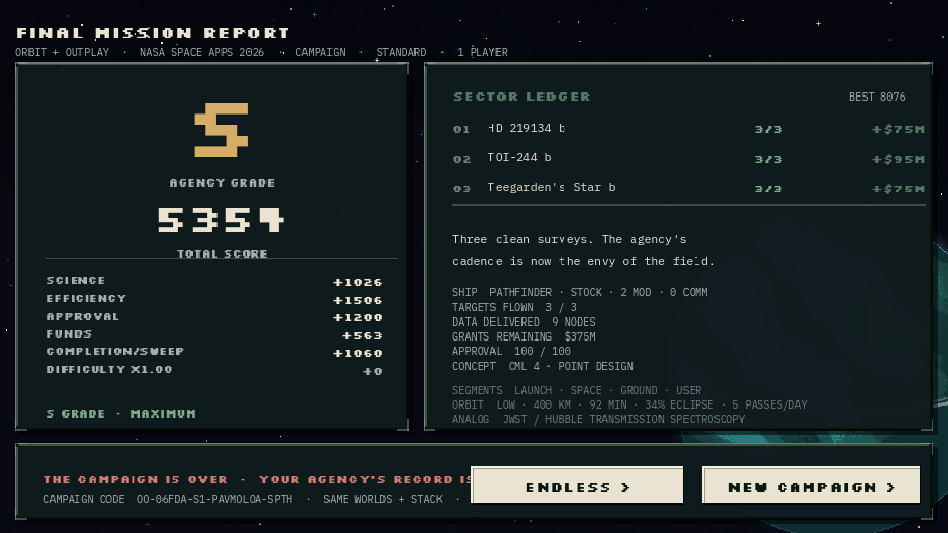 FINAL MISSION REPORT
ORBIT + OUTPLAY · NASA SPACE APPS 2026 · CAMPAIGN · STANDARD · 1 PLAYER
S
AGENCY GRADE
5354
TOTAL SCORE
SCIENCE +1026
EFFICIENCY +1506
APPROVAL +1200
FUNDS +563
COMPLETION/SWEEP +1060
DIFFICULTY X1.00 +0
S GRADE · MAXIMUM
SECTOR LEDGER BEST 8076
01 HD 219134 b 3/3 +$75M
02 TOI-244 b 3/3 +$95M
03 Teegarden's Star b 3/3 +$75M
Three clean surveys. The agency's
cadence is now the envy of the field.
SHIP PATHFINDER · STOCK · 2 MOD · 0 COMM
TARGETS FLOWN 3 / 3
DATA DELIVERED 9 NODES
GRANTS REMAINING $375M
APPROVAL 100 / 100
CONCEPT CML 4 - POINT DESIGN
SEGMENTS LAUNCH · SPACE · GROUND · USER
ORBIT LOW · 400 KM · 92 MIN · 34% ECLIPSE · 5 PASSES/DAY
ANALOG JWST / HUBBLE TRANSMISSION SPECTROSCOPY
THE CAMPAIGN IS OVER - YOUR AGENCY'S RECORD IS
CAMPAIGN CODE OO-06FDA-S1-PAVMOLQA-SPTH · SAME WORLDS + STACK ·
ENDLESS >
NEW CAMPAIGN >